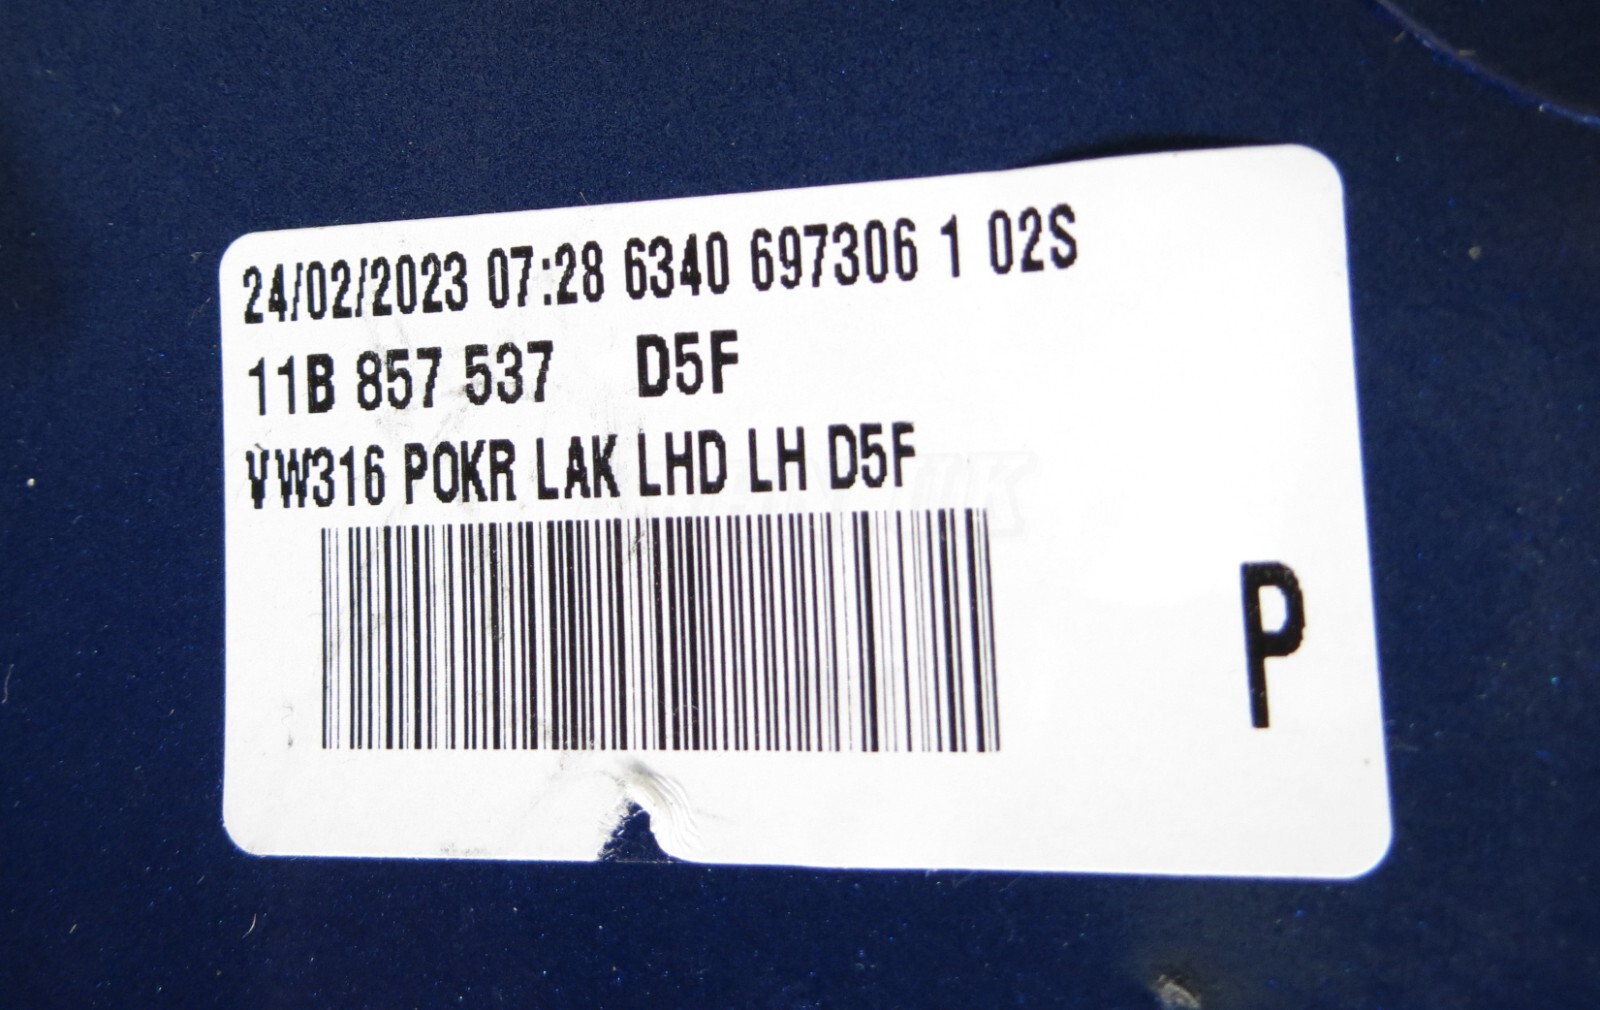 24/02/2023 07:28 6340 697306 1 02S
11B 857 537 D5F
VW316 POKR LAK LHD LH D5F
P